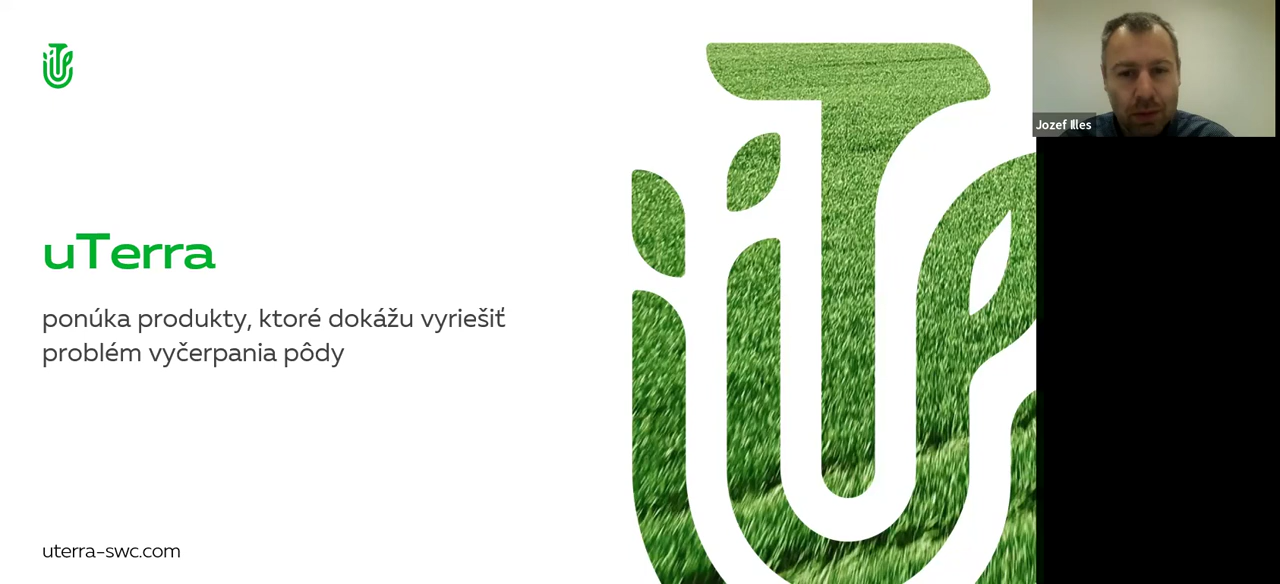 uTerra
ponúka produkty, ktoré dokážu vyriešiť
problém vyčerpania pôdy
uterra-swc.com
Jozef Illes